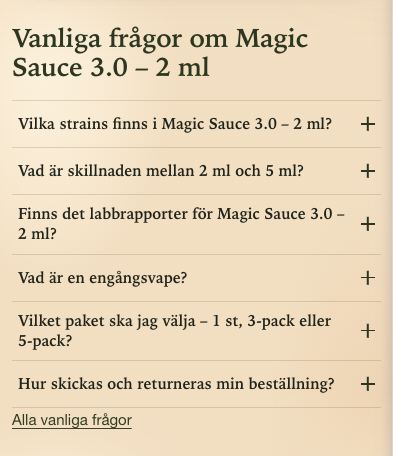 Vanliga frågor om Magic
Sauce 3.0 – 2 ml
Vilka strains finns i Magic Sauce 3.0 – 2 ml?
Vad är skillnaden mellan 2 ml och 5 ml?
Finns det labbrapporter för Magic Sauce 3.0 –
2 ml?
Vad är en engångsvape?
Vilket paket ska jag välja – 1 st, 3-pack eller
5-pack?
Hur skickas och returneras min beställning?
Alla vanliga frågor